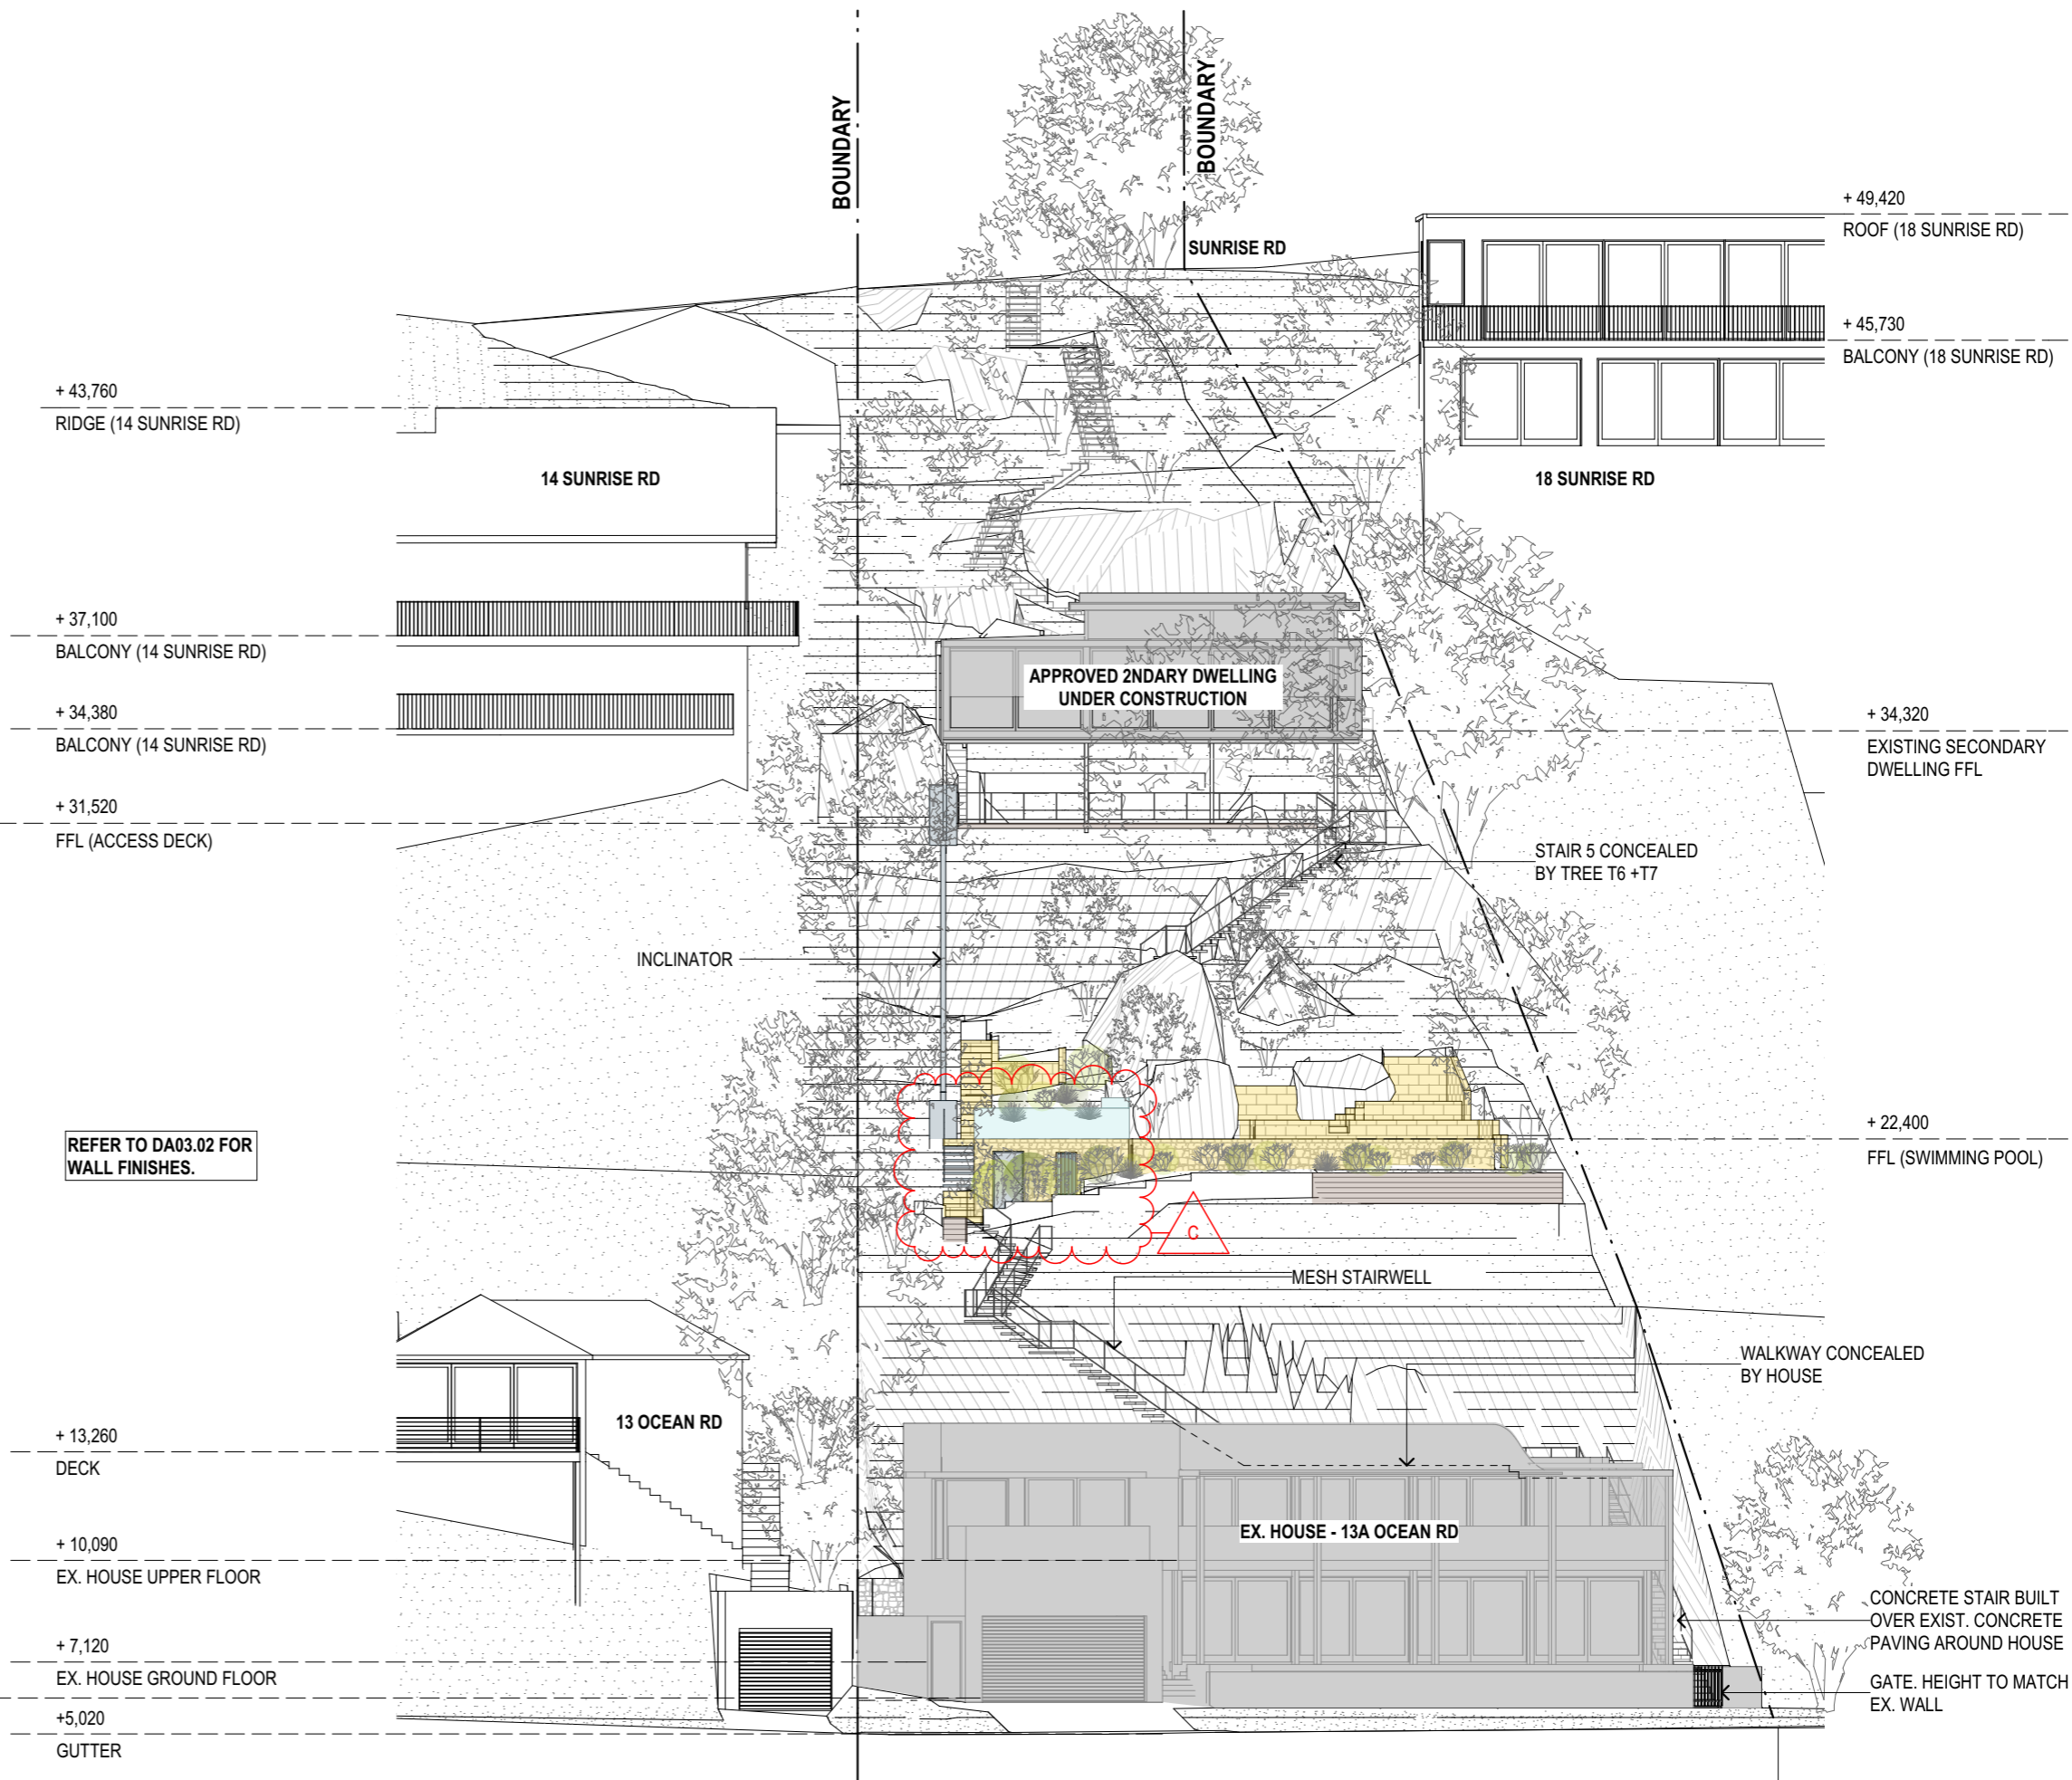 BOUNDARY
BOUNDARY
SUNRISE RD
+ 49,420
ROOF (18 SUNRISE RD)
+ 45,730
BALCONY (18 SUNRISE RD)
+ 43,760
RIDGE (14 SUNRISE RD)
14 SUNRISE RD
18 SUNRISE RD
+ 37,100
BALCONY (14 SUNRISE RD)
APPROVED 2NDARY DWELLING
UNDER CONSTRUCTION
+ 34,380
BALCONY (14 SUNRISE RD)
+ 34,320
EXISTING SECONDARY
DWELLING FFL
+ 31,520
FFL (ACCESS DECK)
STAIR 5 CONCEALED
BY TREE T6 +T7
INCLINATOR
REFER TO DA03.02 FOR
WALL FINISHES.
+ 22,400
FFL (SWIMMING POOL)
C
MESH STAIRWELL
WALKWAY CONCEALED
BY HOUSE
13 OCEAN RD
+ 13,260
DECK
EX. HOUSE - 13A OCEAN RD
+ 10,090
EX. HOUSE UPPER FLOOR
CONCRETE STAIR BUILT
OVER EXIST. CONCRETE
PAVING AROUND HOUSE
+ 7,120
EX. HOUSE GROUND FLOOR
GATE. HEIGHT TO MATCH
EX. WALL
+5,020
GUTTER